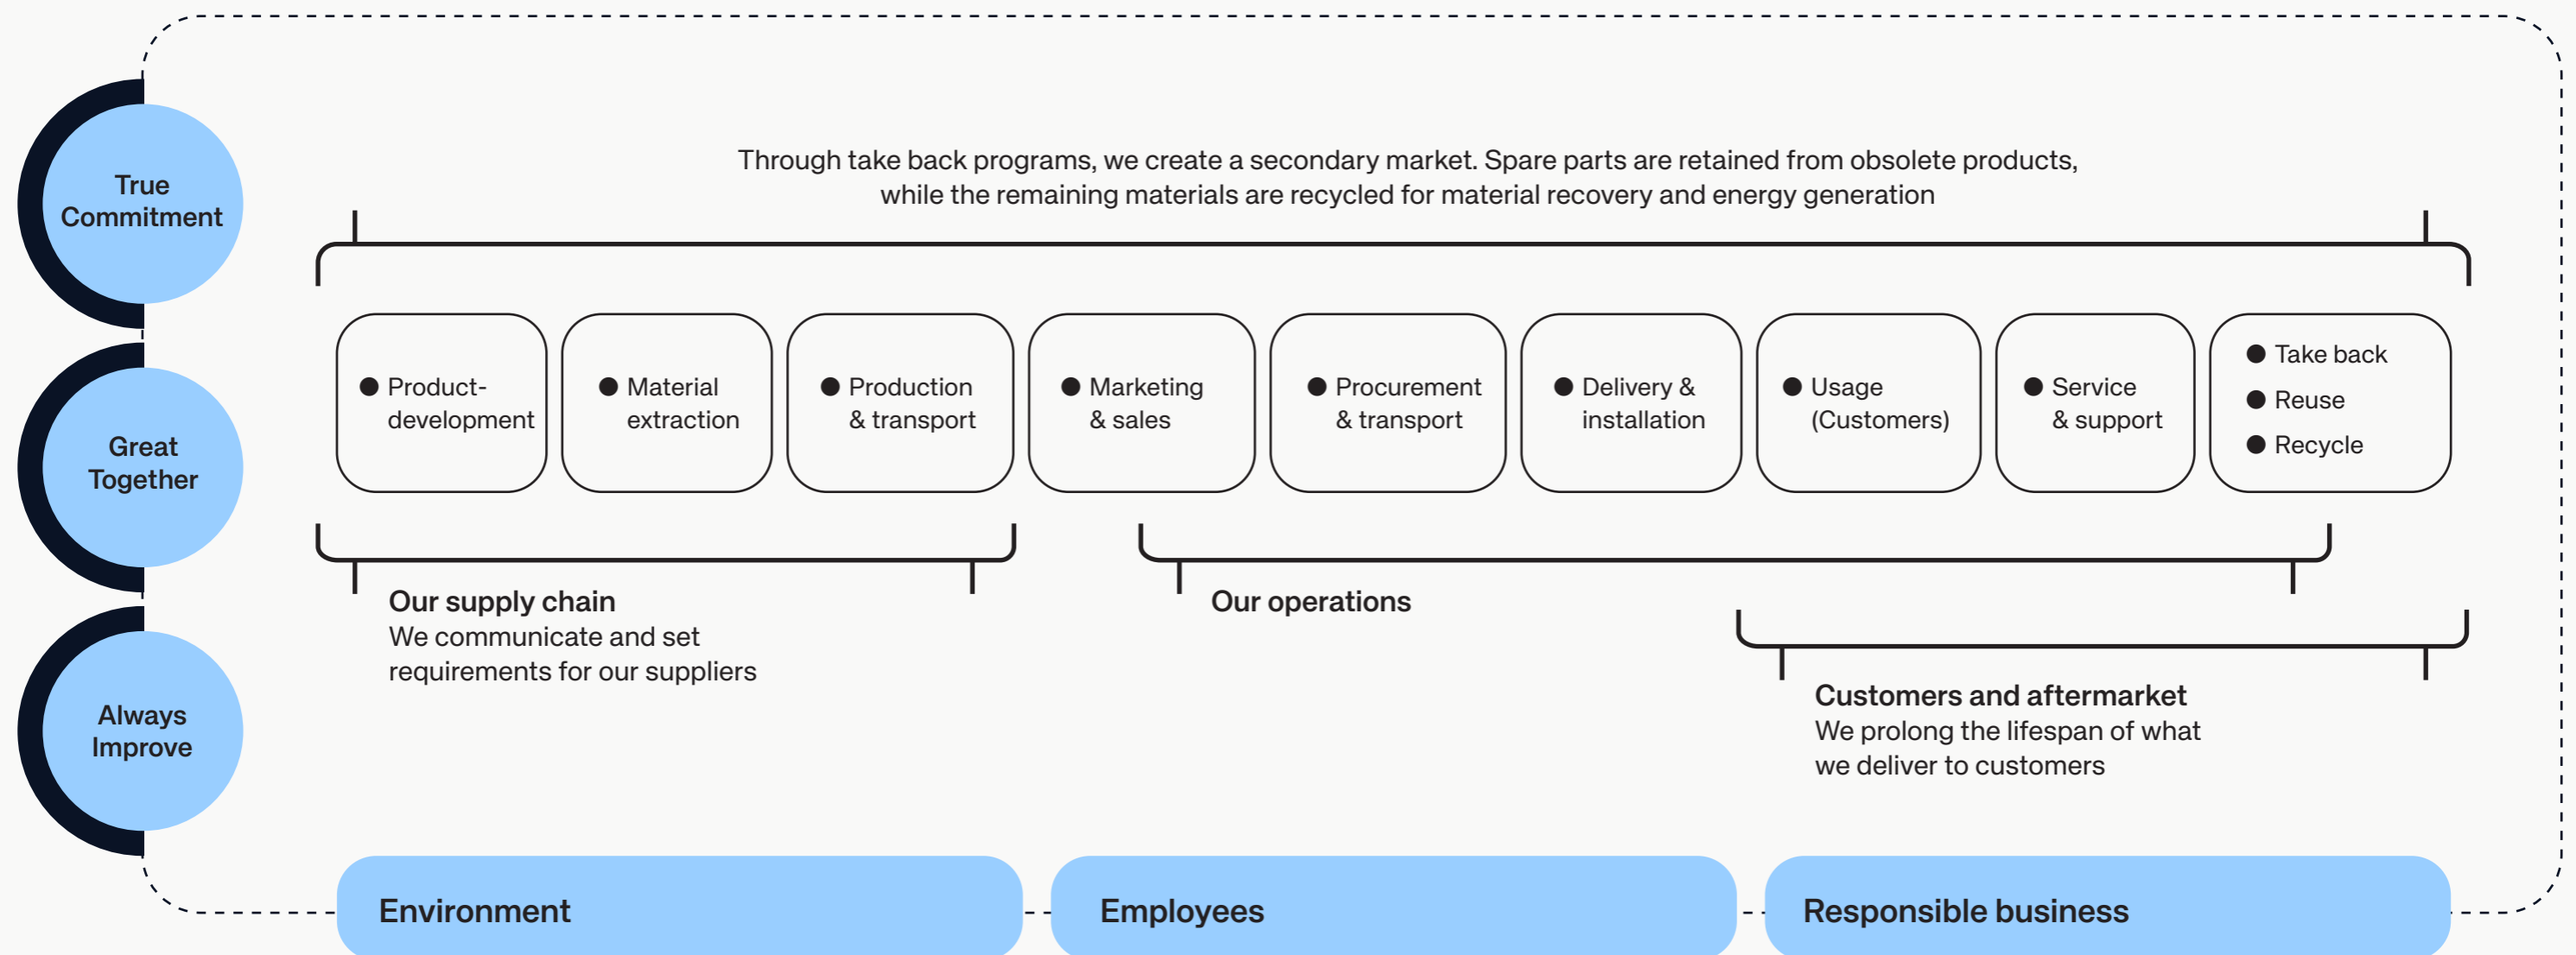 True
Commitment
Great
Together
Always
Improve
Through take back programs, we create a secondary market. Spare parts are retained from obsolete products,
while the remaining materials are recycled for material recovery and energy generation
Product-
development
Material
extraction
Production
& transport
Marketing
& sales
Procurement
& transport
Delivery &
installation
Usage
(Customers)
Service
& support
Take back
Reuse
Recycle
Our supply chain
We communicate and set
requirements for our suppliers
Our operations
Customers and aftermarket
We prolong the lifespan of what
we deliver to customers
Environment
Employees
Responsible business